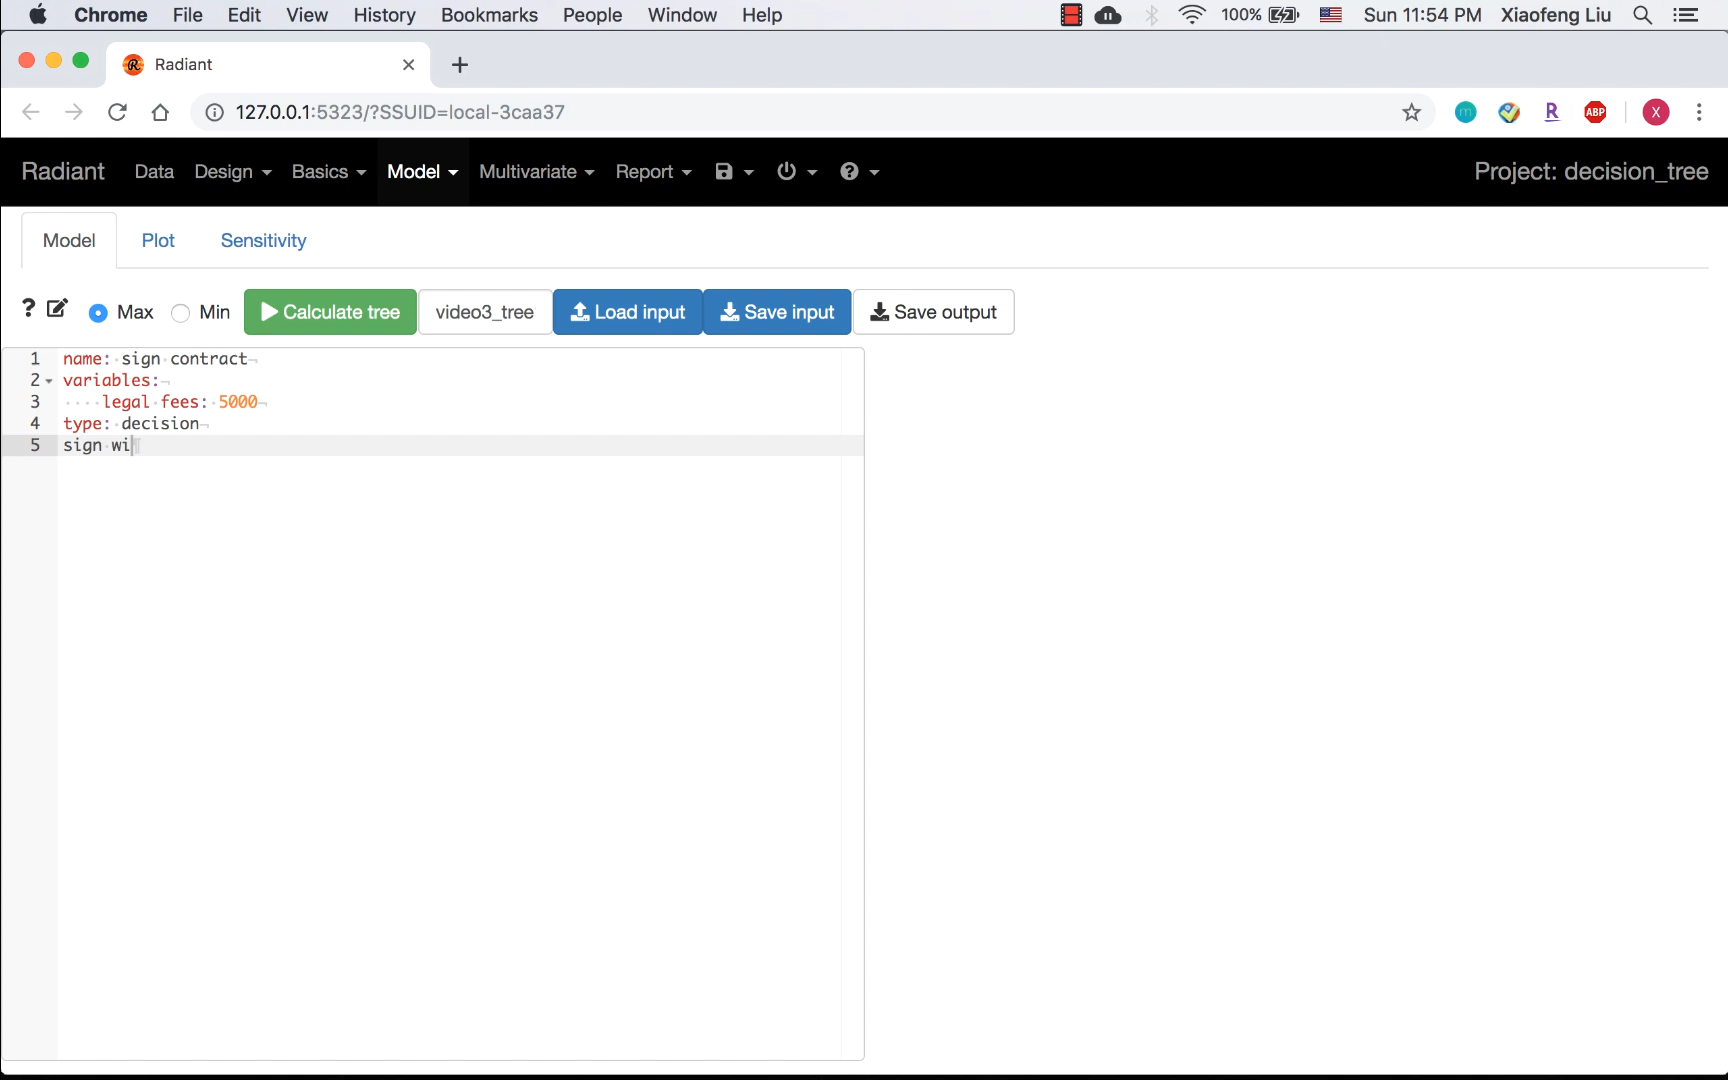 Chrome File Edit View History Bookmarks People Window Help 100% Sun 11:54 PM Xiaofeng Liu
Radiant
127.0.0.1:5323/?SSUID=local-3caa37 m R ABP X
Radiant Data Design Basics Model Multivariate Report ? Project: decision_tree
Model Plot Sensitivity
? Max Min Calculate tree video3_tree Load input Save input Save output
1 name: sign contract
2 variables:
3 legal fees: 5000
4 type: decision
5 sign wi